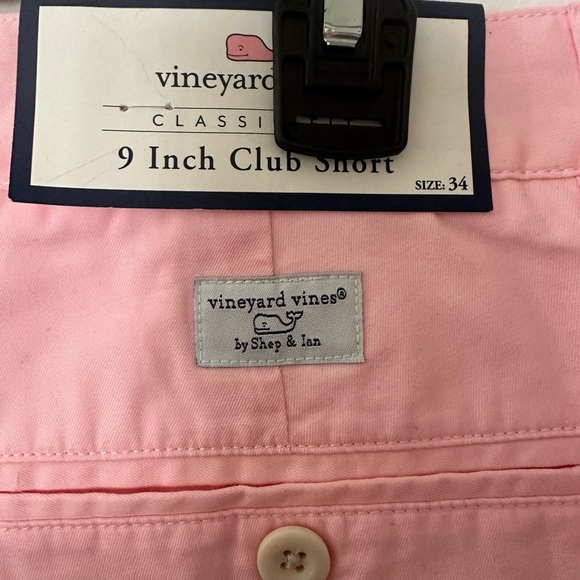 vineyard
CLASSI
9 Inch Club Short
SIZE: 34
vineyard vines®
by Shep & Ian